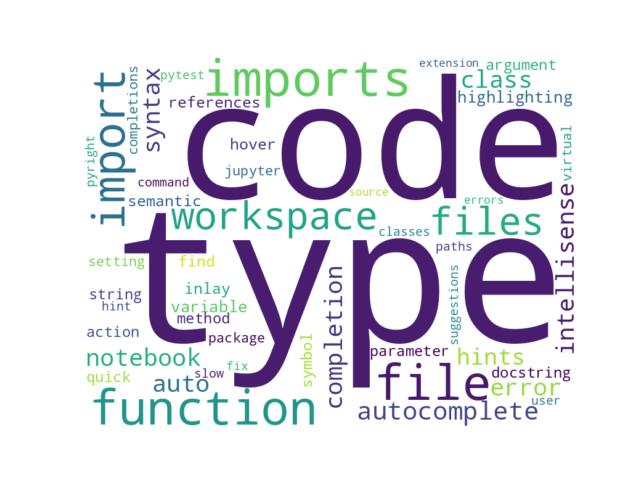 extension
pytest
imports
argument
class
completions
import
syntax
references
code
highlighting
hover
virtual
pyright
jupyter
command
source
semantic
errors
workspace
files
intellisense
type
classes
paths
setting
find
suggestions
inlay
completion
string
hint
variable
method
action
package
symbol
parameter
hints
notebook
fix
slow
docstring
quick
auto
file
error
user
function
autocomplete